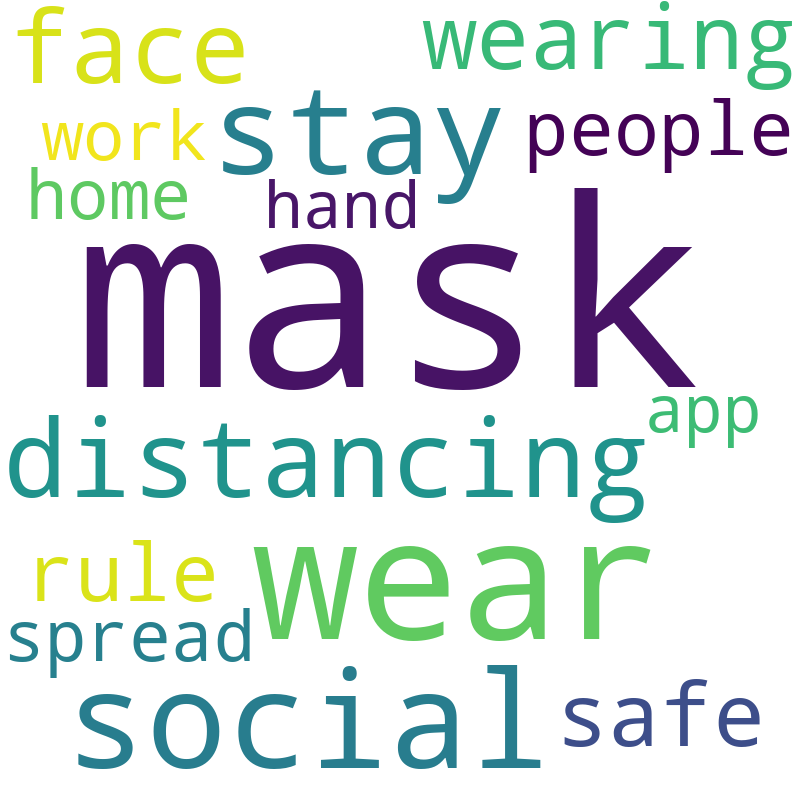 face
wearing
work
stay
people
home
hand
mask
app
distancing
rule
wear
spread
social
safe